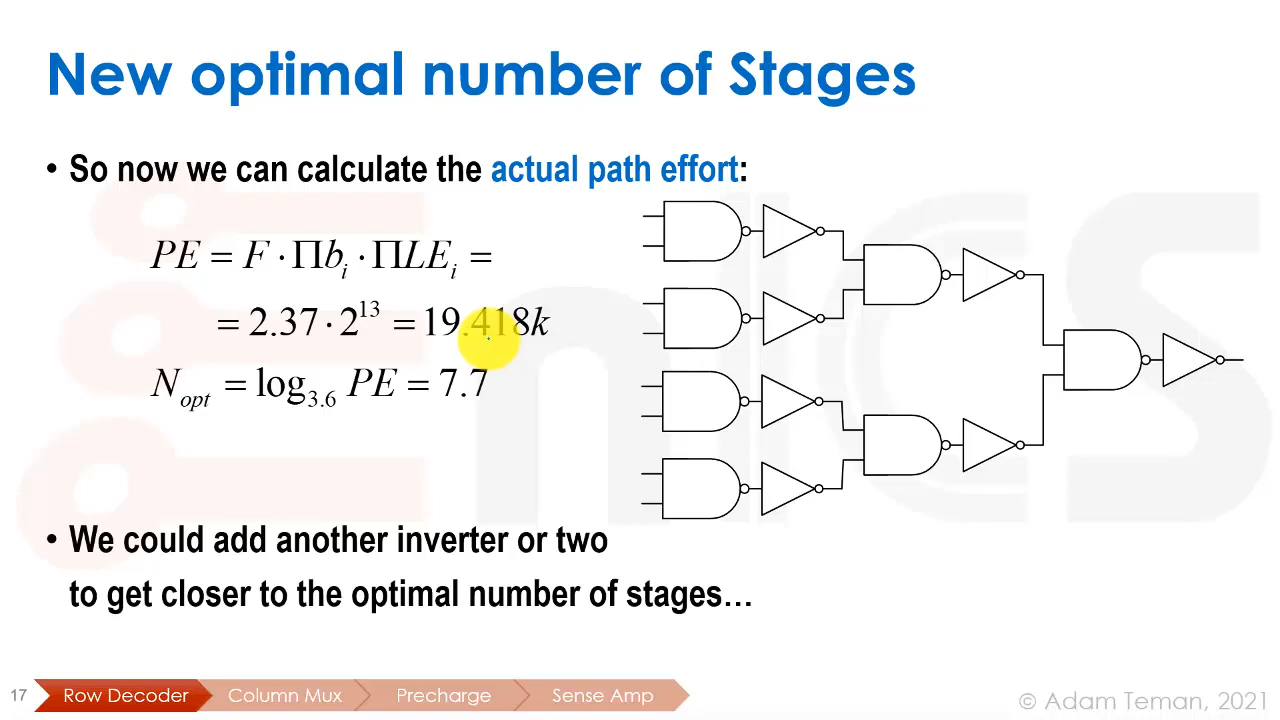 New optimal number of Stages
• So now we can calculate the actual path effort:
PE = F · Πb_i · ΠLE_i =
= 2.37 · 2^13 = 19.418k
N_opt = log_3.6 PE = 7.7
• We could add another inverter or two
to get closer to the optimal number of stages…
17
Row Decoder
Column Mux
Precharge
Sense Amp
© Adam Teman, 2021